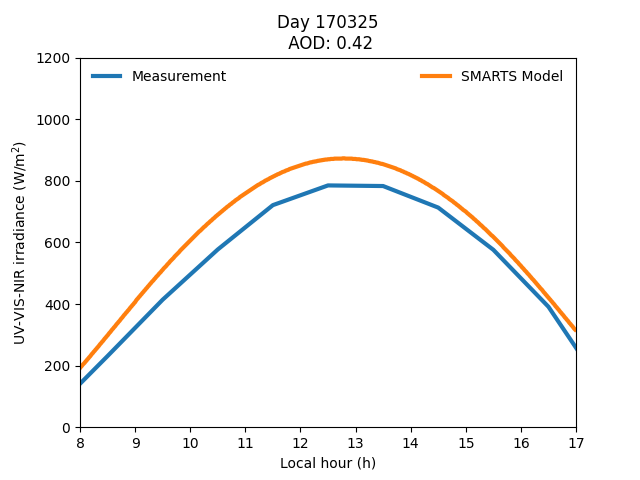 Day 170325
AOD: 0.42
Measurement
SMARTS Model
UV-VIS-NIR irradiance (W/m²)
1200
1000
800
600
400
200
0
8 9 10 11 12 13 14 15 16 17
Local hour (h)